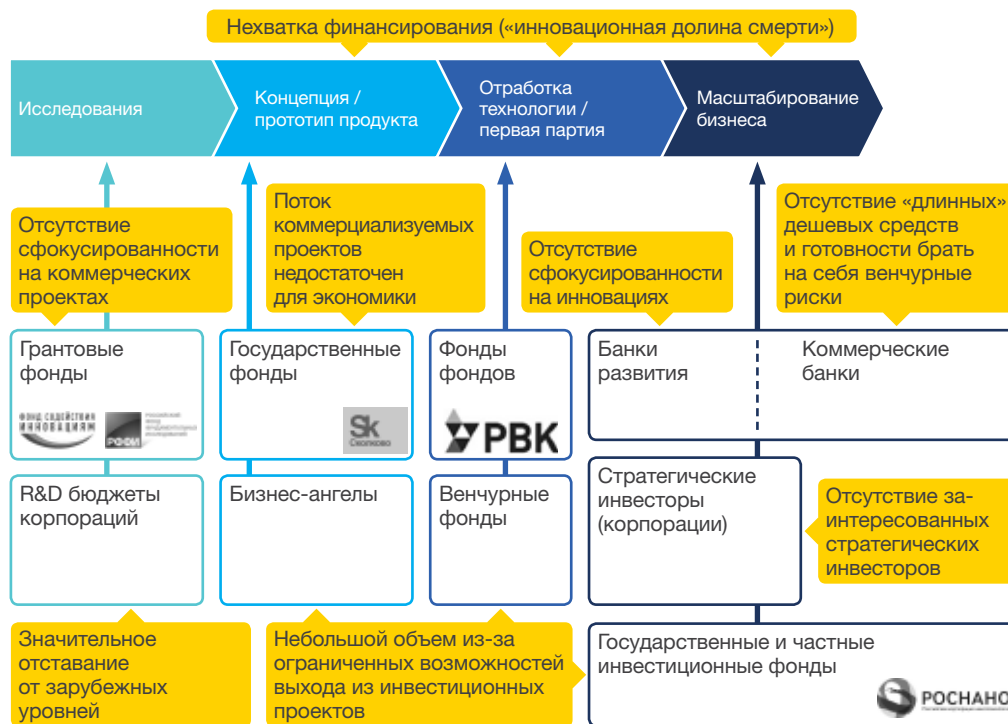 Нехватка финансирования («инновационная долина смерти»)
Исследования
Концепция /
прототип продукта
Отработка
технологии /
первая партия
Масштабирование
бизнеса
Отсутствие
сфокусированности
на коммерческих
проектах
Поток
коммерциализуемых
проектов
недостаточен
для экономики
Отсутствие
сфокусированности
на инновациях
Отсутствие «длинных»
дешевых средств
и готовности брать
на себя венчурные
риски
Грантовые
фонды
ФОНД СОДЕЙСТВИЯ
ИННОВАЦИЯМ
РФФИ
РОССИЙСКИЙ
ФОНД
ФУНДАМЕНТАЛЬНЫХ
ИССЛЕДОВАНИЙ
Государственные
фонды
Sk
Сколково
Фонды
фондов
РВК
Банки
развития
Коммерческие
банки
R&D бюджеты
корпораций
Бизнес-ангелы
Венчурные
фонды
Стратегические
инвесторы
(корпорации)
Отсутствие за-
интересованных
стратегических
инвесторов
Значительное
отставание
от зарубежных
уровней
Небольшой объем из-за
ограниченных возможностей
выхода из инвестиционных
проектов
Государственные и частные
инвестиционные фонды
РОСНАНО